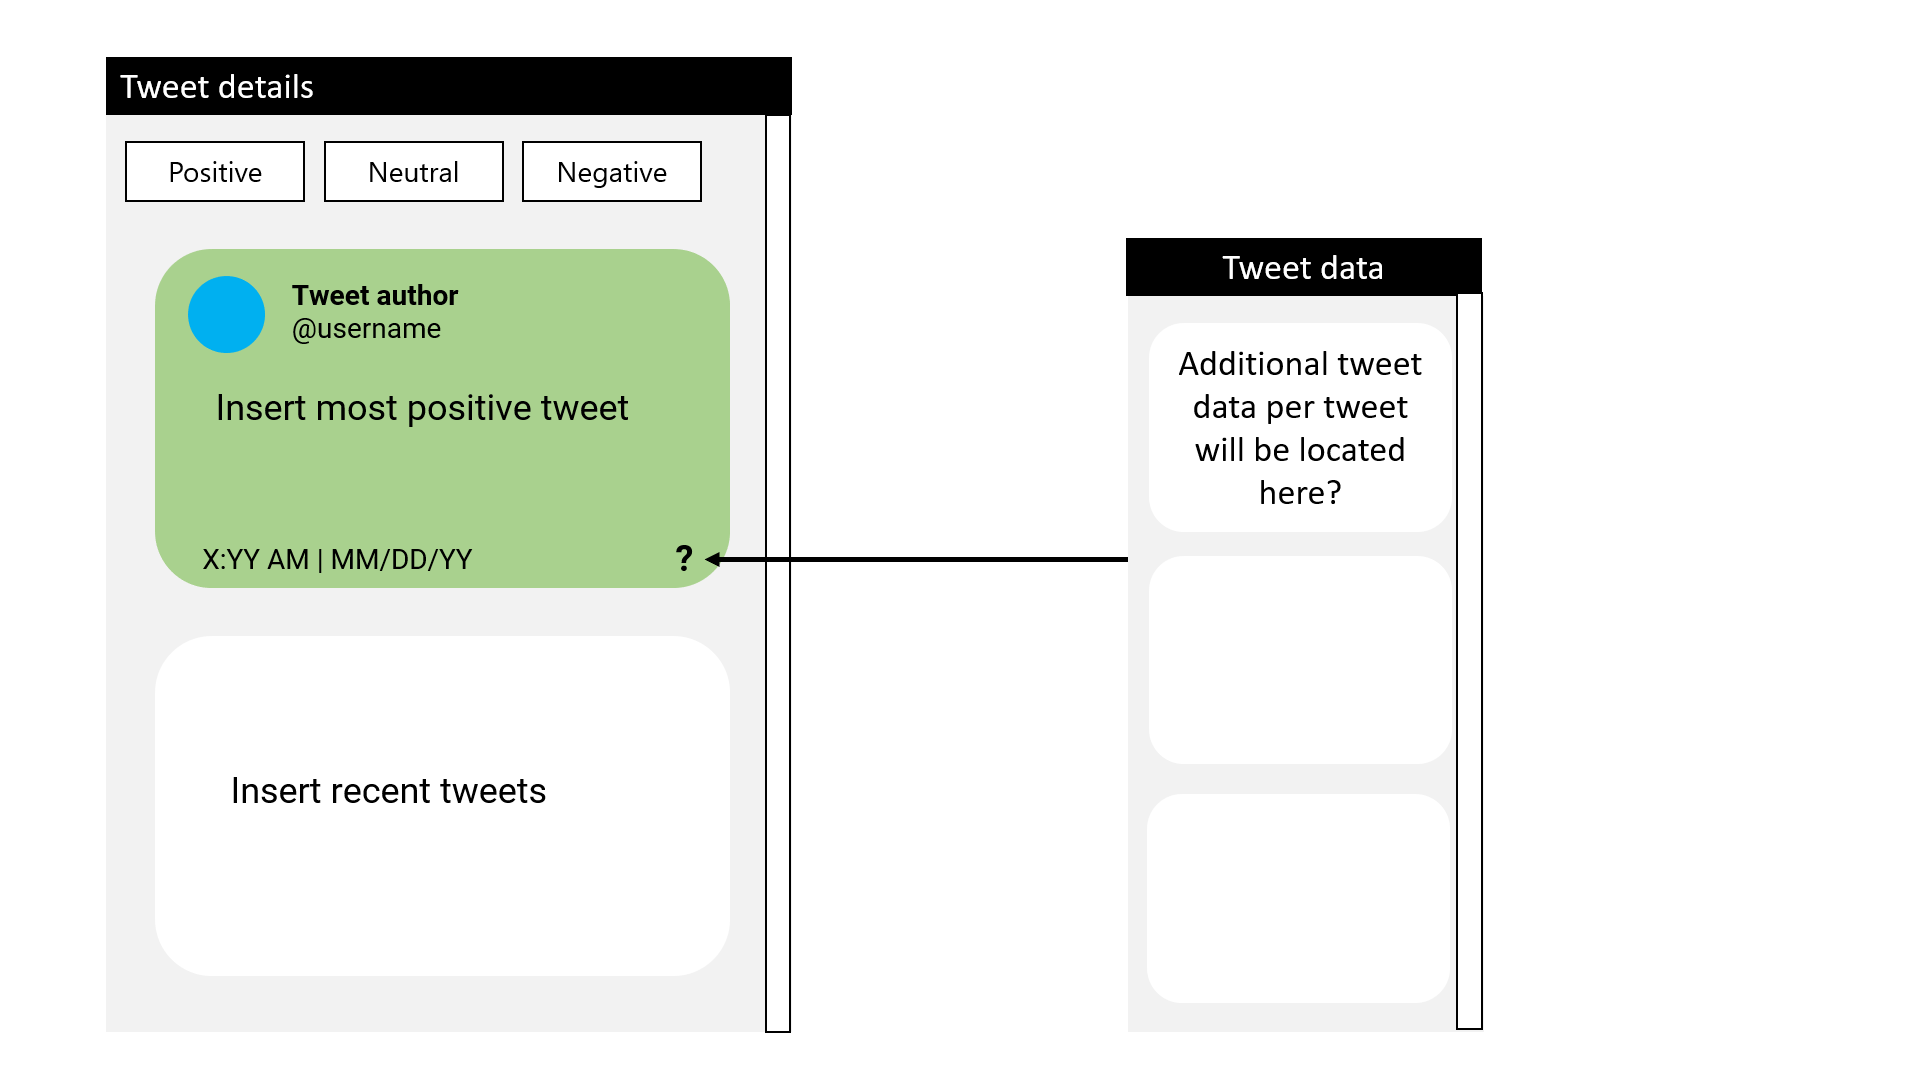 Tweet details
Positive
Neutral
Negative
Tweet author
@username
Insert most positive tweet
X:YY AM | MM/DD/YY
?
Insert recent tweets
Tweet data
Additional tweet
data per tweet
will be located
here?